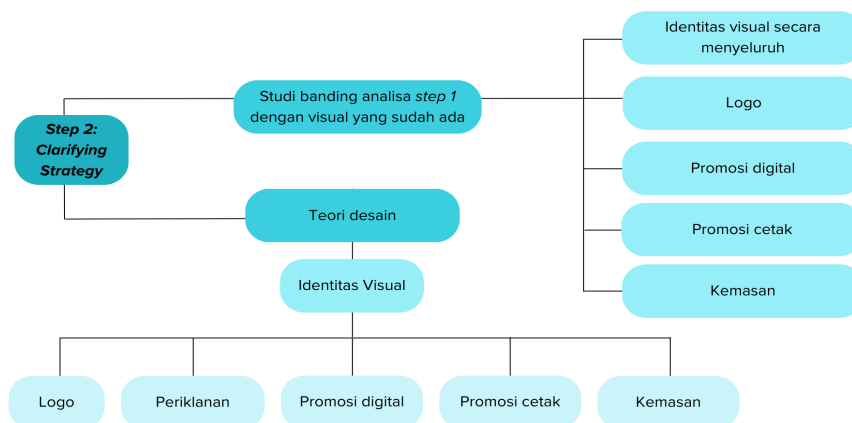 Step 2:
Clarifying
Strategy
Studi banding analisa step 1
dengan visual yang sudah ada
Identitas visual secara
menyeluruh
Logo
Promosi digital
Promosi cetak
Kemasan
Teori desain
Identitas Visual
Logo
Periklanan
Promosi digital
Promosi cetak
Kemasan